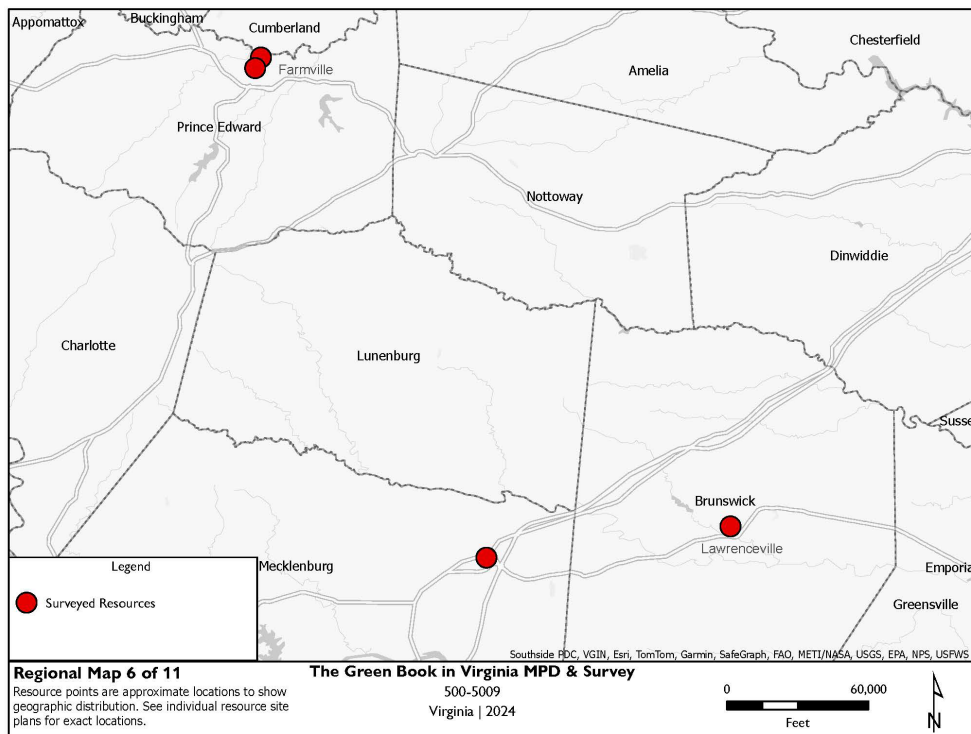 Appomattox
Buckingham
Cumberland
Chesterfield
Farmville
Amelia
Prince Edward
Nottoway
Dinwiddie
Charlotte
Lunenburg
Susse
Brunswick
Lawrenceville
Mecklenburg
Emporia
Greensville
Legend
Surveyed Resources
Southside PDC, VGIN, Esri, TomTom, Garmin, SafeGraph, FAO, METI/NASA, USGS, EPA, NPS, USFWS
Regional Map 6 of 11
Resource points are approximate locations to show
geographic distribution. See individual resource site
plans for exact locations.
The Green Book in Virginia MPD & Survey
500-5009
Virginia | 2024
0 60,000
Feet
N